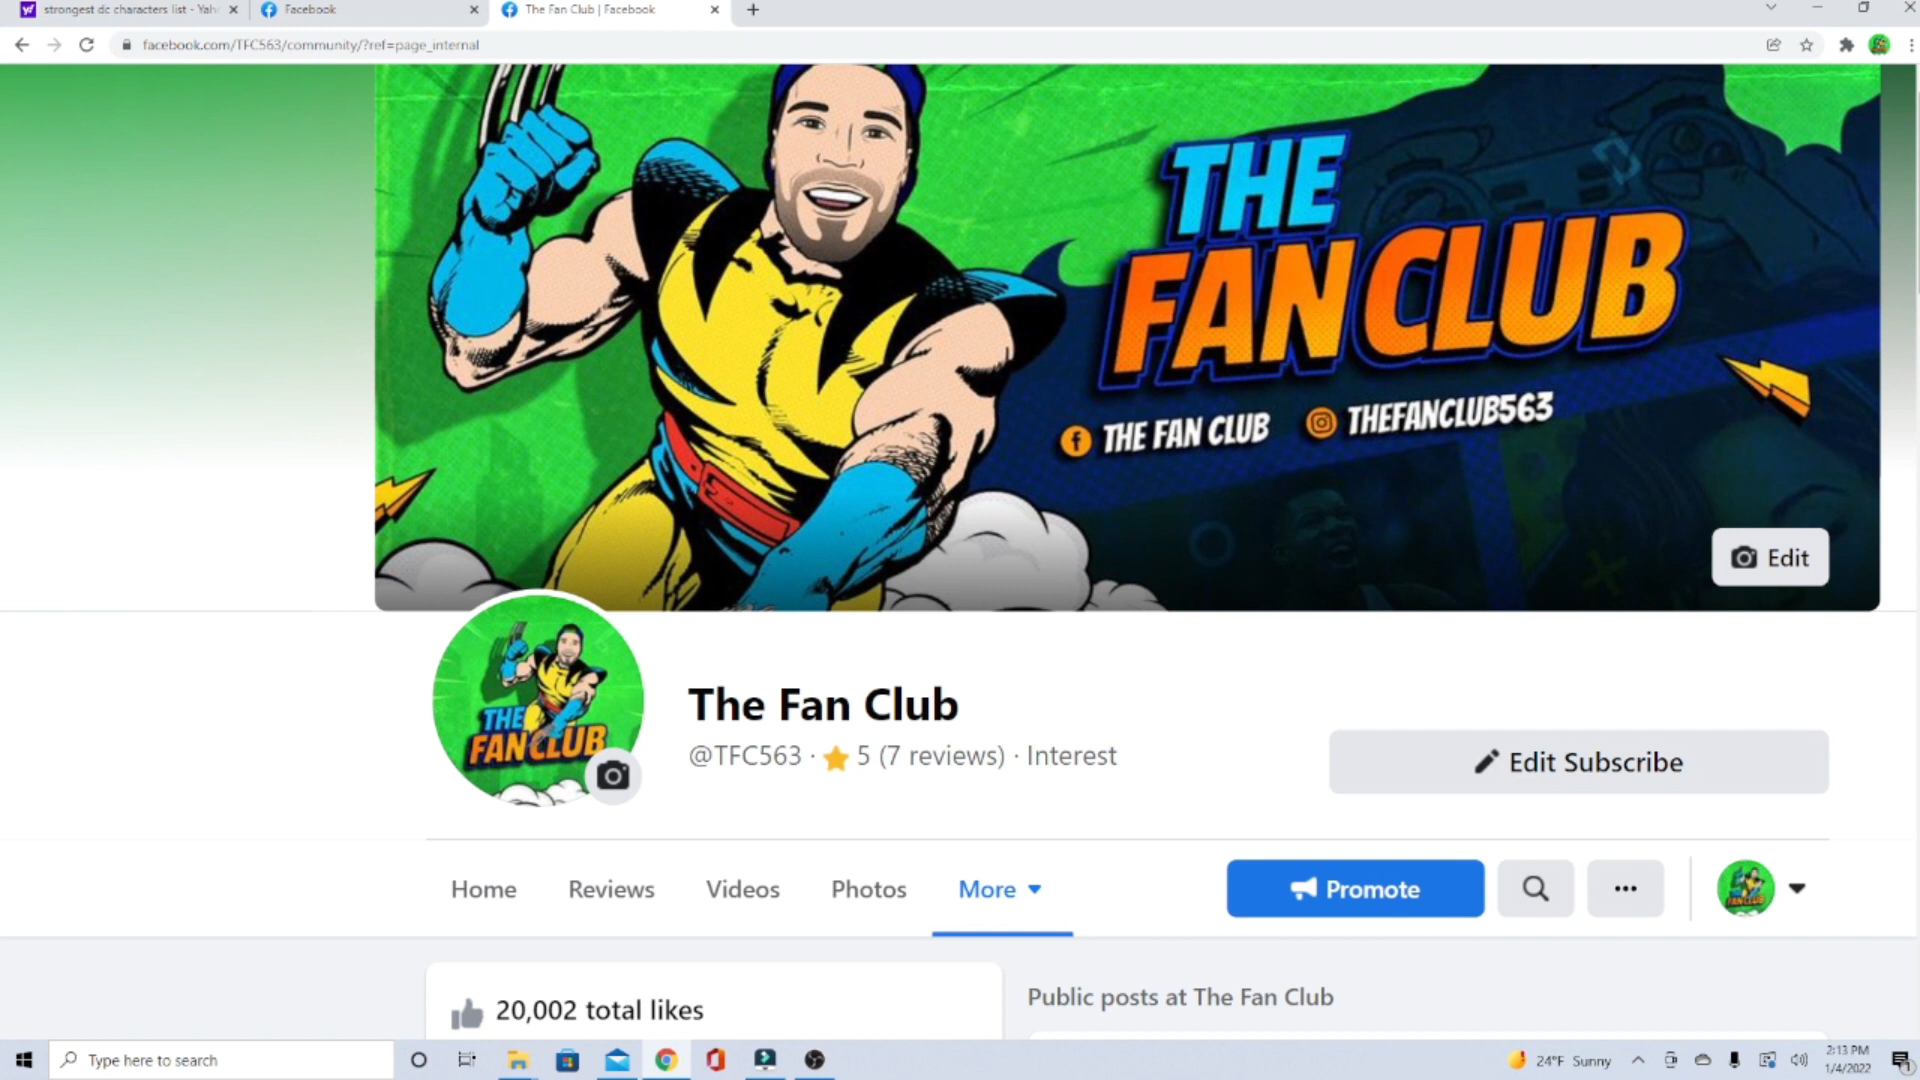 strongest dc characters list - Yah
Facebook
The Fan Club | Facebook
facebook.com/TFC563/community/?ref=page_internal
THE
FAN CLUB
THE FAN CLUB
THEFANCLUB563
Edit
THE
FAN CLUB
The Fan Club
@TFC563 · 5 (7 reviews) · Interest
Edit Subscribe
Home
Reviews
Videos
Photos
More
Promote
FAN CLUB
20,002 total likes
Public posts at The Fan Club
Type here to search
24°F Sunny
2:13 PM
1/4/2022